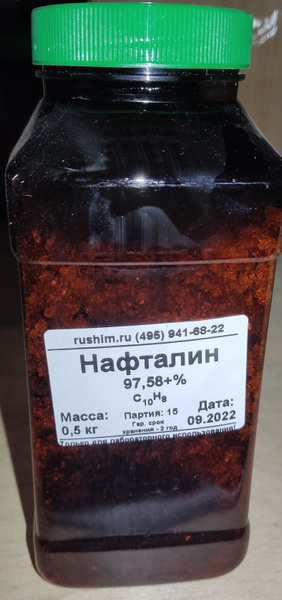 rushim.ru (495) 941-68-22
Нафталин
97,58+%
C₁₀H₈
Масса: Партия: 15 Дата:
0,5 кг Гар. срок 09.2022
хранения - 2 год
Только для лабораторного использования!